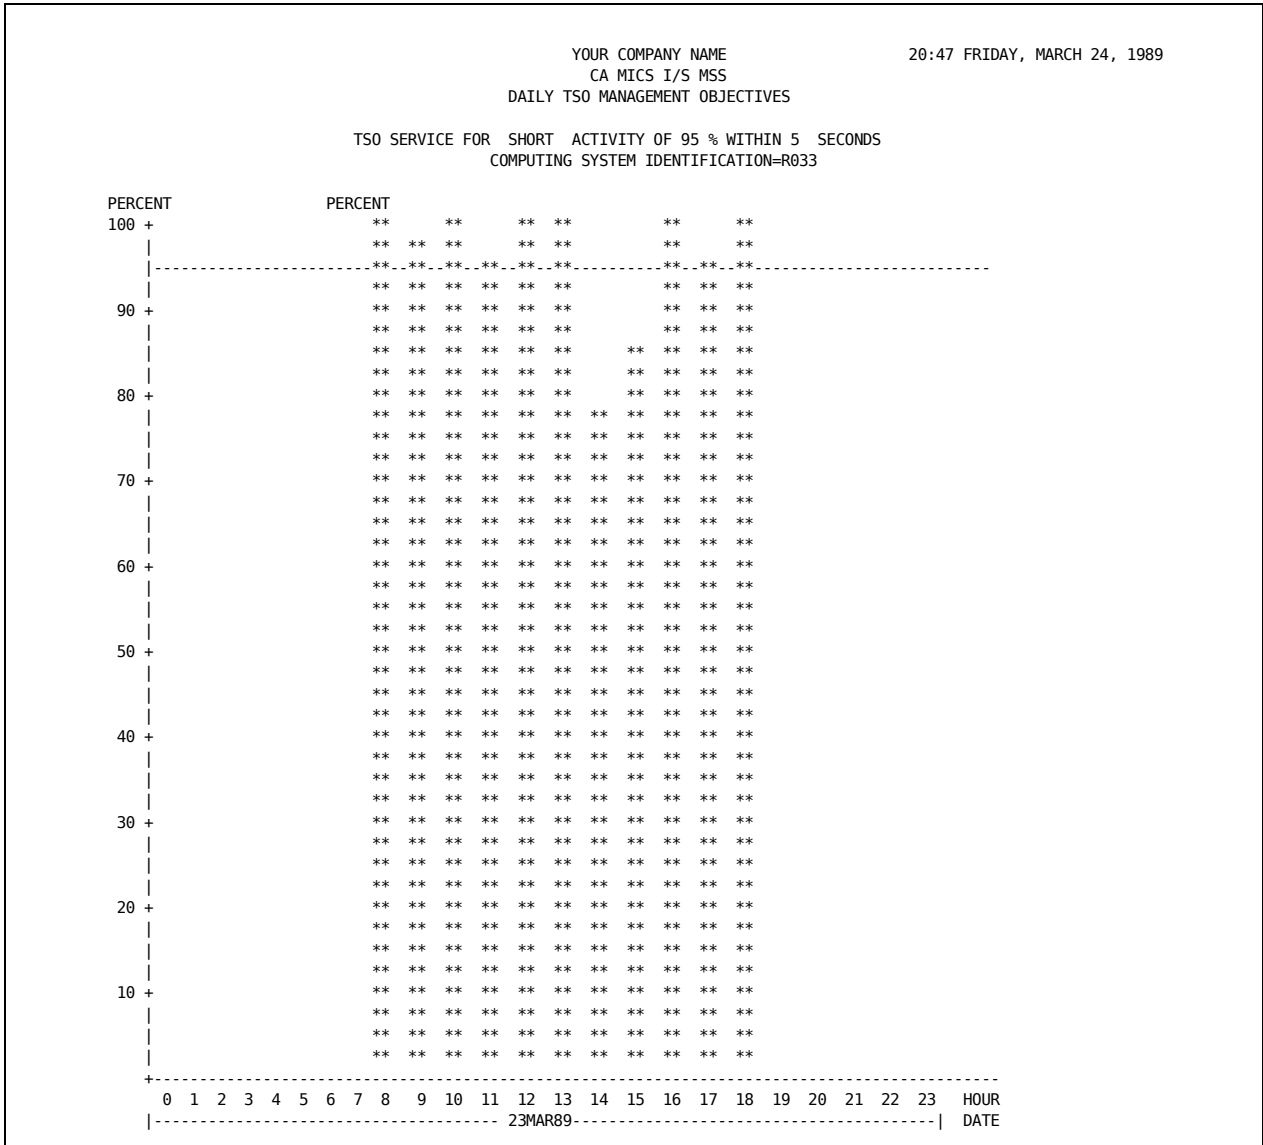 YOUR COMPANY NAME 20:47 FRIDAY, MARCH 24, 1989
CA MICS I/S MSS
DAILY TSO MANAGEMENT OBJECTIVES
TSO SERVICE FOR SHORT ACTIVITY OF 95 % WITHIN 5 SECONDS
COMPUTING SYSTEM IDENTIFICATION=R033
PERCENT PERCENT
100 + ** ** ** ** ** **
| ** ** ** ** ** ** **
|------------------------**--**--**--**--**--**----------**--**--**--------------------------
| ** ** ** ** ** ** ** ** **
90 + ** ** ** ** ** ** ** ** **
| ** ** ** ** ** ** ** ** **
| ** ** ** ** ** ** ** ** ** **
| ** ** ** ** ** ** ** ** ** **
80 + ** ** ** ** ** ** ** ** ** **
| ** ** ** ** ** ** ** ** ** ** **
| ** ** ** ** ** ** ** ** ** ** **
| ** ** ** ** ** ** ** ** ** ** **
70 + ** ** ** ** ** ** ** ** ** ** **
| ** ** ** ** ** ** ** ** ** ** **
| ** ** ** ** ** ** ** ** ** ** **
| ** ** ** ** ** ** ** ** ** ** **
60 + ** ** ** ** ** ** ** ** ** ** **
| ** ** ** ** ** ** ** ** ** ** **
| ** ** ** ** ** ** ** ** ** ** **
| ** ** ** ** ** ** ** ** ** ** **
50 + ** ** ** ** ** ** ** ** ** ** **
| ** ** ** ** ** ** ** ** ** ** **
| ** ** ** ** ** ** ** ** ** ** **
| ** ** ** ** ** ** ** ** ** ** **
40 + ** ** ** ** ** ** ** ** ** ** **
| ** ** ** ** ** ** ** ** ** ** **
| ** ** ** ** ** ** ** ** ** ** **
| ** ** ** ** ** ** ** ** ** ** **
30 + ** ** ** ** ** ** ** ** ** ** **
| ** ** ** ** ** ** ** ** ** ** **
| ** ** ** ** ** ** ** ** ** ** **
| ** ** ** ** ** ** ** ** ** ** **
20 + ** ** ** ** ** ** ** ** ** ** **
| ** ** ** ** ** ** ** ** ** ** **
| ** ** ** ** ** ** ** ** ** ** **
| ** ** ** ** ** ** ** ** ** ** **
10 + ** ** ** ** ** ** ** ** ** ** **
| ** ** ** ** ** ** ** ** ** ** **
| ** ** ** ** ** ** ** ** ** ** **
| ** ** ** ** ** ** ** ** ** ** **
+---------------------------------------------------------------------------------------------
0 1 2 3 4 5 6 7 8 9 10 11 12 13 14 15 16 17 18 19 20 21 22 23 HOUR
|-------------------------------------- 23MAR89----------------------------------------| DATE